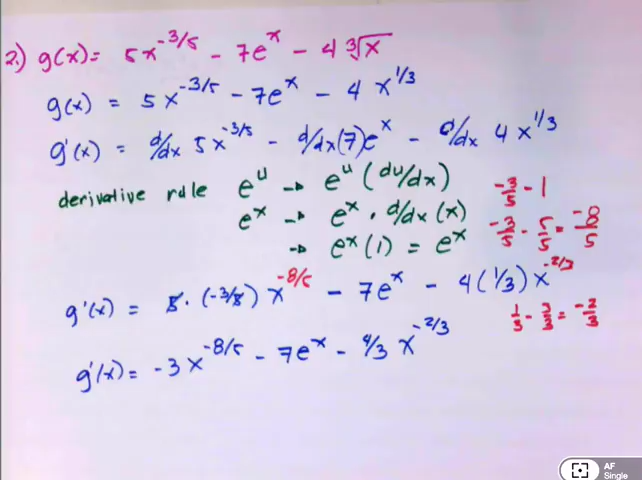 2.) g(x) = 5x^{-3/5} - 7e^x - 4 ∛x
g(x) = 5x^{-3/5} - 7e^x - 4 x^{1/3}
g'(x) = d/dx 5x^{-3/5} - d/dx(7)e^x - d/dx 4 x^{1/3}
derivative rule e^u → e^u (du/dx)
-3/5 - 1
e^x → e^x · d/dx (x)
-3/5 - 5/5 = -8/5
→ e^x (1) = e^x
g'(x) = 5 · (-3/5) x^{-8/5} - 7e^x - 4(1/3) x^{-2/3}
1/3 - 3/3 = -2/3
g'(x) = -3x^{-8/5} - 7e^x - 4/3 x^{-2/3}
AF
Single